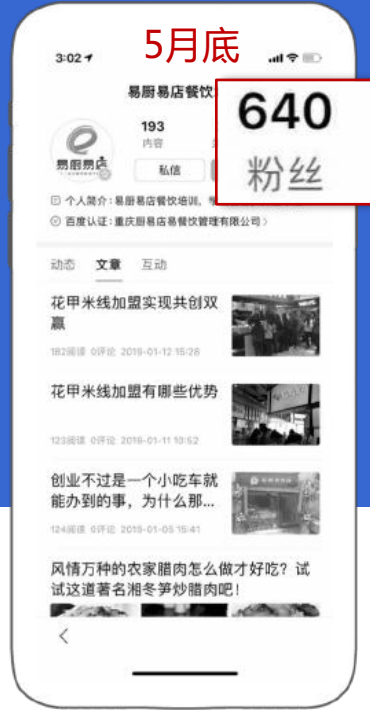 5月底
3:02
易厨易店餐饮
640
粉丝
193
内容
易厨易店
私信
个人简介:易厨易店餐饮培训,
百度认证:重庆厨易店易餐饮管理有限公司>
动态 文章 互动
花甲米线加盟实现共创双
赢
182阅读 0评论 2019-01-12 15:28
花甲米线加盟有哪些优势
123阅读 0评论 2019-01-11 10:52
创业不过是一个小吃车就
能办到的事，为什么那...
124阅读 0评论 2019-01-05 15:41
风情万种的农家腊肉怎么做才好吃？试
试这道著名湘冬笋炒腊肉吧！